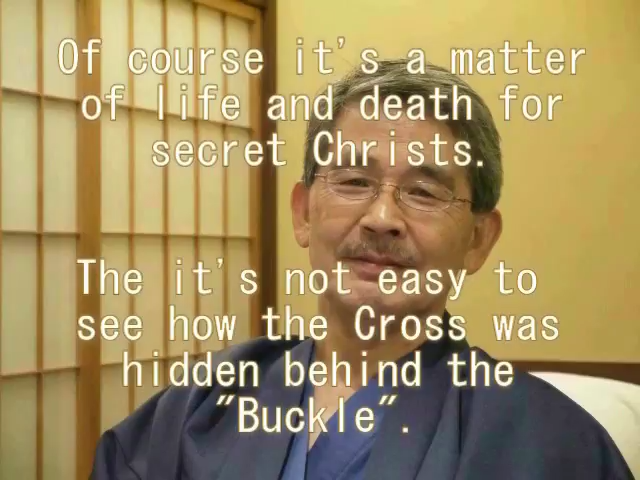 Of course it's a matter
of life and death for
secret Christs.
The it's not easy to
see how the Cross was
hidden behind the
"Buckle".